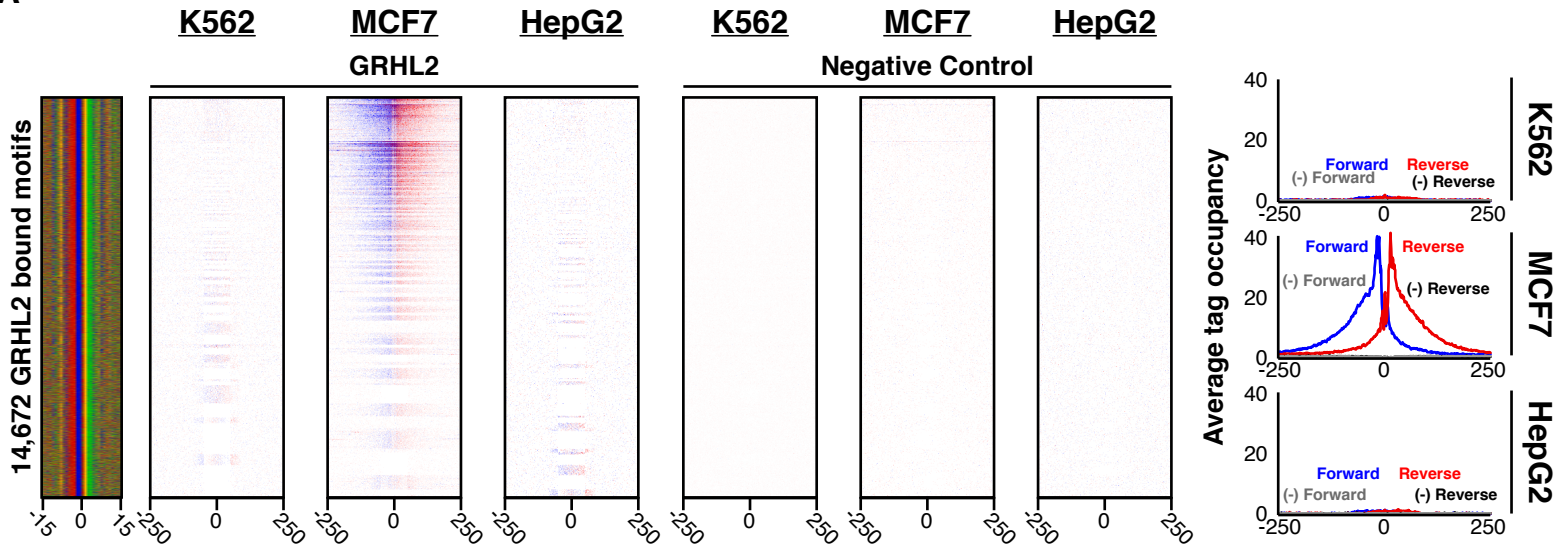 K562 MCF7 HepG2 K562 MCF7 HepG2
GRHL2 Negative Control
14,672 GRHL2 bound motifs
-15 0 15
-250 0 250
-250 0 250
-250 0 250
-250 0 250
-250 0 250
-250 0 250
Average tag occupancy
40
20
0
-250 0 250
Forward Reverse
(-) Forward (-) Reverse
K562
40
20
0
-250 0 250
Forward Reverse
(-) Forward (-) Reverse
MCF7
40
20
0
-250 0 250
Forward Reverse
(-) Forward (-) Reverse
HepG2